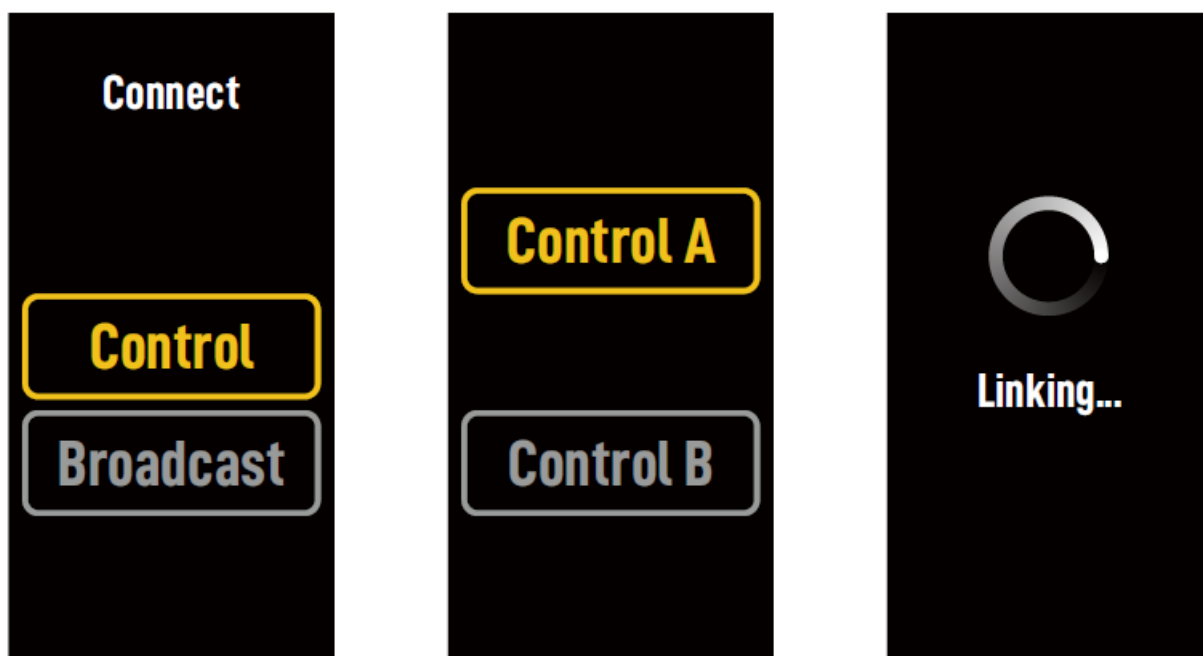 Connect
Control
Broadcast
Control A
Control B
Linking...